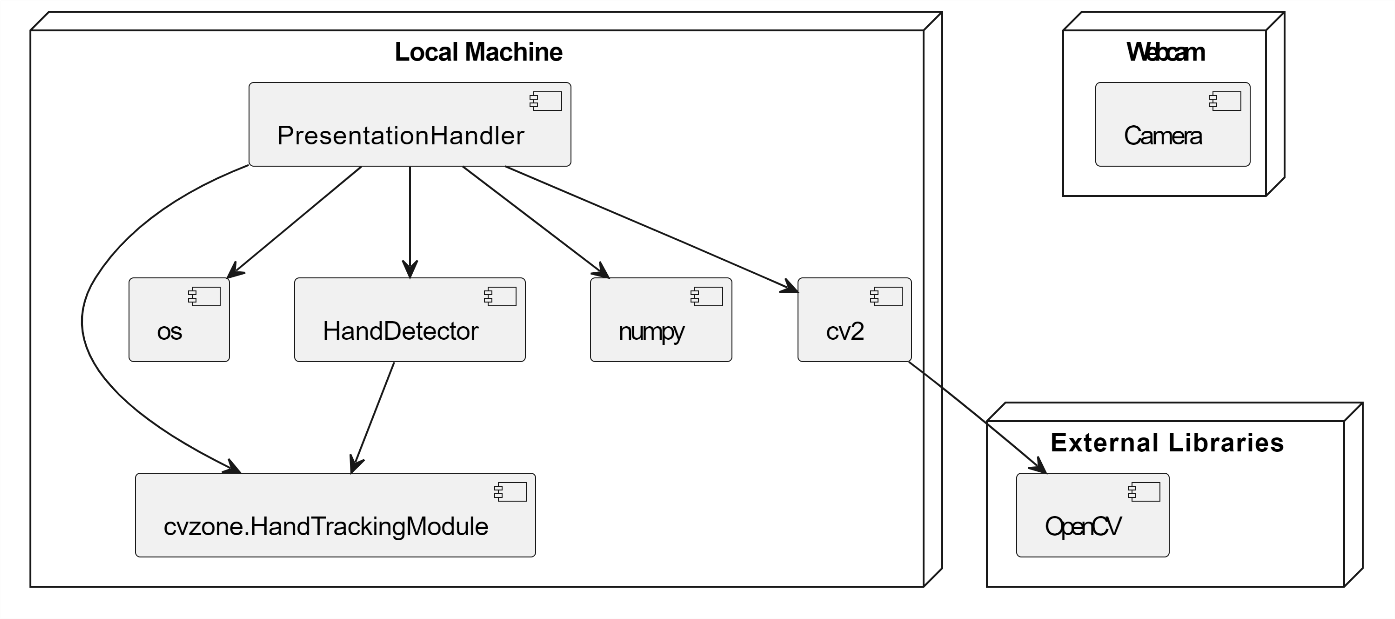 Local Machine
Webcam
PresentationHandler
Camera
os
HandDetector
numpy
cv2
External Libraries
cvzone.HandTrackingModule
OpenCV